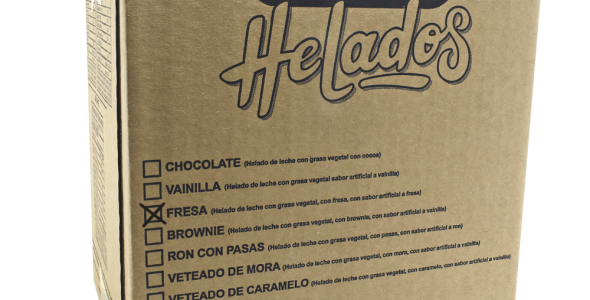 Helados
CHOCOLATE (Helado de leche con grasa vegetal con cocoa)
VAINILLA (Helado de leche con grasa vegetal sabor artificial a vainilla)
FRESA (Helado de leche con grasa vegetal, con fresa, con sabor artificial a fresa)
BROWNIE (Helado de leche con grasa vegetal, con brownie, con sabor artificial a vainilla)
RON CON PASAS (Helado de leche con grasa vegetal, con pasas, con sabor artificial a ron)
VETEADO DE MORA (Helado de leche con grasa vegetal, con mora, con sabor artificial a vainilla)
VETEADO DE CARAMELO (Helado de leche con grasa vegetal, con caramelo, con sabor artificial a vainilla)